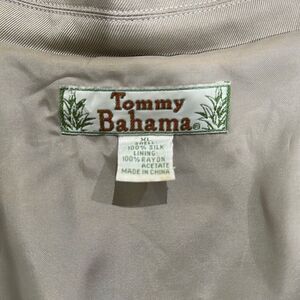 Tommy
Bahama®
XL
SHELL
100% SILK
LINING
100% RAYON
ACETATE
MADE IN CHINA